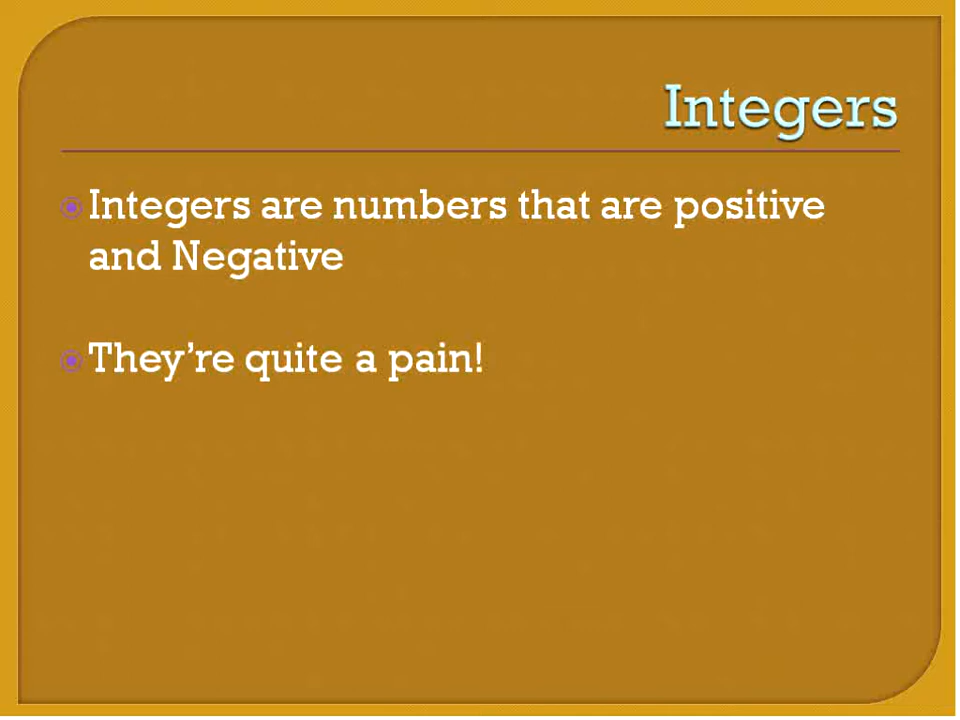 Integers
Integers are numbers that are positive
and Negative
They’re quite a pain!